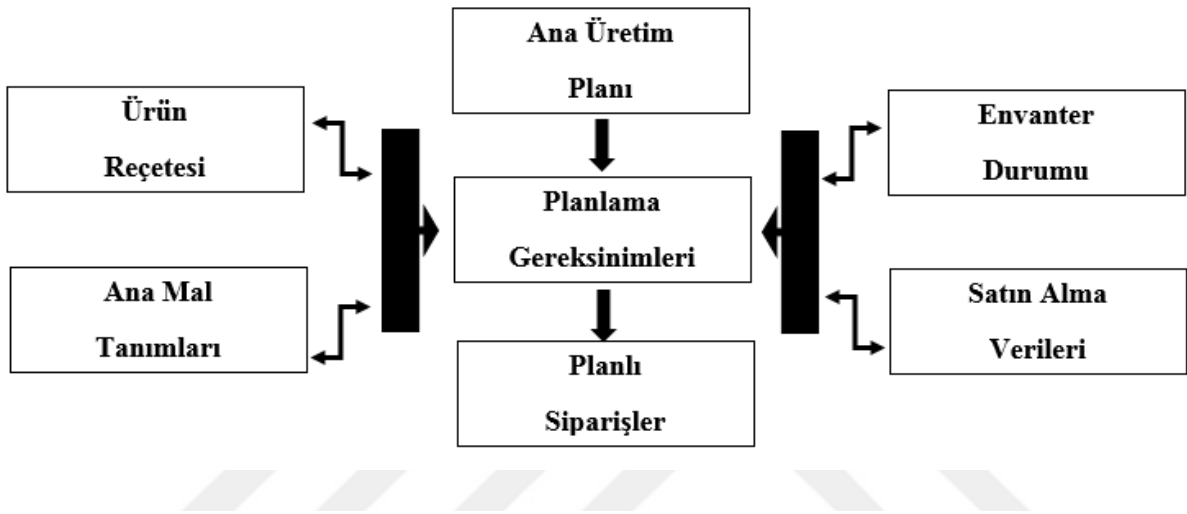 Ana Üretim
Planı
Ürün
Reçetesi
Envanter
Durumu
Planlama
Gereksinimleri
Ana Mal
Tanımları
Satın Alma
Verileri
Planlı
Siparişler